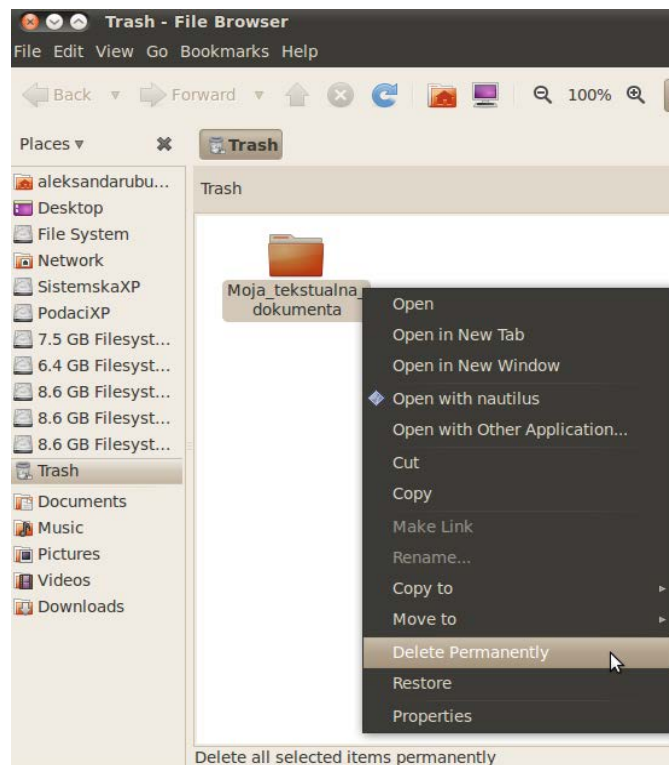 Trash - File Browser
File Edit View Go Bookmarks Help
Back Forward 100%
Places
Trash
aleksandarubu...
Desktop
File System
Network
SistemskaXP
PodaciXP
7.5 GB Filesyst...
6.4 GB Filesyst...
8.6 GB Filesyst...
8.6 GB Filesyst...
8.6 GB Filesyst...
Trash
Documents
Music
Pictures
Videos
Downloads
Trash
Moja_tekstualna_
dokumenta
Open
Open in New Tab
Open in New Window
Open with nautilus
Open with Other Application...
Cut
Copy
Make Link
Rename...
Copy to
Move to
Delete Permanently
Restore
Properties
Delete all selected items permanently